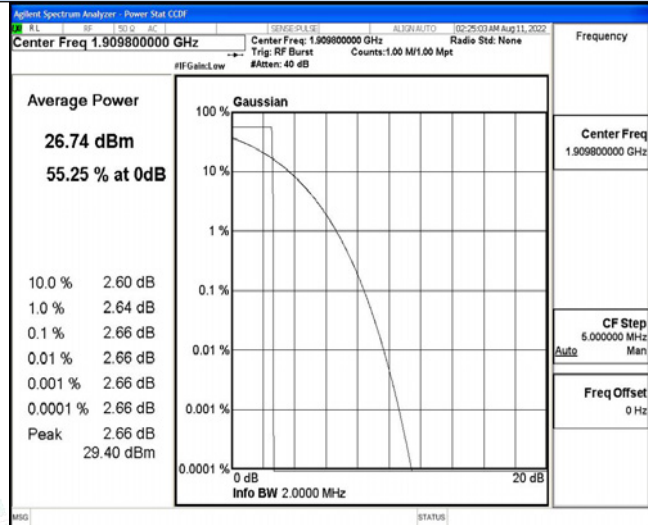 Agilent Spectrum Analyzer - Power Stat CCDF
RL RF 50 Ω AC SENSE:PULSE ALIGN AUTO 02:25:03 AM Aug 11, 2022
Center Freq 1.909800000 GHz
Center Freq: 1.909800000 GHz Radio Std: None
Trig: RF Burst Counts:1.00 M/1.00 Mpt
#IFGain:Low #Atten: 40 dB
Frequency
Average Power
26.74 dBm
55.25 % at 0dB
10.0 % 2.60 dB
1.0 % 2.64 dB
0.1 % 2.66 dB
0.01 % 2.66 dB
0.001 % 2.66 dB
0.0001 % 2.66 dB
Peak 2.66 dB
29.40 dBm
Gaussian
100 %
10 %
1 %
0.1 %
0.01 %
0.001 %
0.0001 %
0 dB 20 dB
Info BW 2.0000 MHz
Center Freq
1.909800000 GHz
CF Step
5.000000 MHz
Auto Man
Freq Offset
0 Hz
MSG STATUS